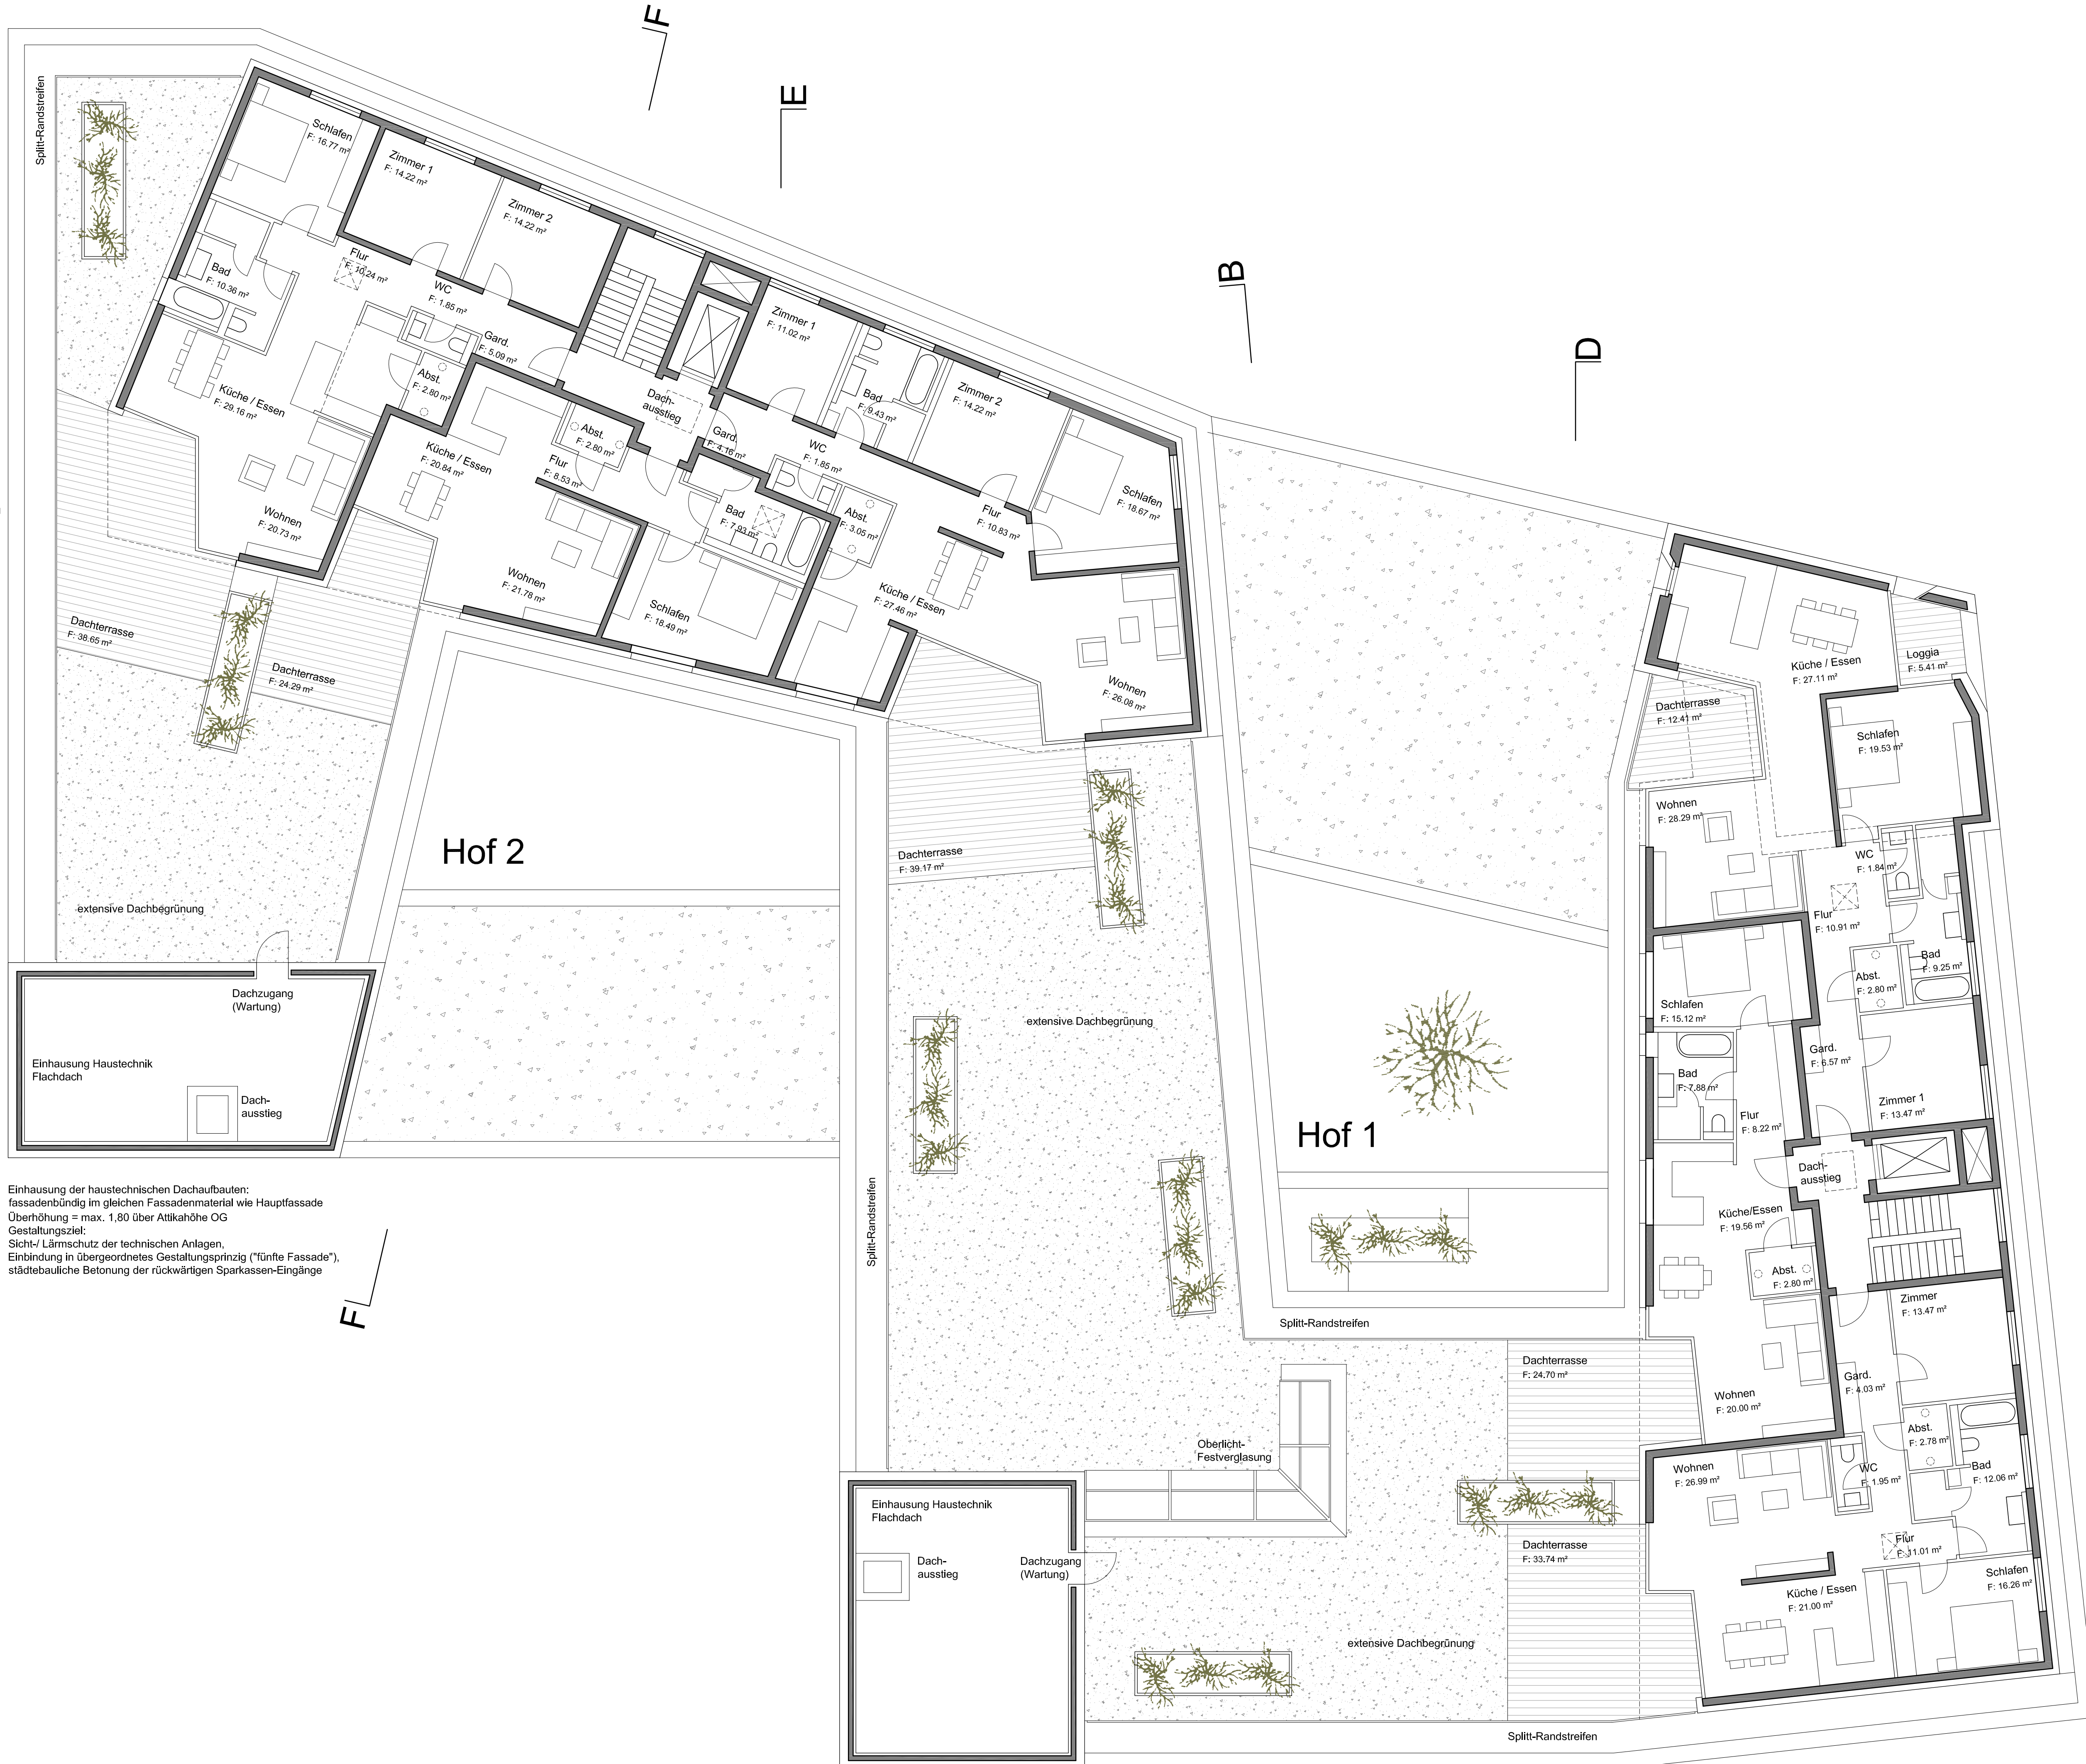 F
E
B
D
Splitt-Randstreifen
Schlafen
F: 16.77 m²
Zimmer 1
F: 14.22 m²
Zimmer 2
F: 14.22 m²
Flur
F: 10.24 m²
Bad
F: 10.36 m²
WC
F: 1.85 m²
Gard.
F: 5.09 m²
Abst.
F: 2.80 m²
Küche / Essen
F: 29.16 m²
Wohnen
F: 20.73 m²
Dachterrasse
F: 38.65 m²
Küche / Essen
F: 20.84 m²
Flur
F: 8.53 m²
Abst.
F: 2.80 m²
Dach-
ausstieg
Wohnen
F: 21.78 m²
Schlafen
F: 18.49 m²
Bad
F: 7.93 m²
Dachterrasse
F: 24.29 m²
Zimmer 1
F: 11.02 m²
Bad
F: 9.43 m²
Zimmer 2
F: 14.22 m²
Gard.
F: 4.16 m²
WC
F: 1.85 m²
Abst.
F: 3.05 m²
Flur
F: 10.83 m²
Schlafen
F: 18.67 m²
Küche / Essen
F: 27.46 m²
Wohnen
F: 26.08 m²
Dachterrasse
F: 39.17 m²
Hof 2
extensive Dachbegrünung
Dachzugang
(Wartung)
Einhausung Haustechnik
Flachdach
Dach-
ausstieg
Einhausung der haustechnischen Dachaufbauten:
fassadenbündig im gleichen Fassadenmaterial wie Hauptfassade
Überhöhung = max. 1,80 über Attikahöhe OG
Gestaltungsziel:
Sicht-/ Lärmschutz der technischen Anlagen,
Einbindung in übergeordnetes Gestaltungsprinzig ("fünfte Fassade"),
städtebauliche Betonung der rückwärtigen Sparkassen-Eingänge
F
Splitt-Randstreifen
extensive Dachbegrünung
Hof 1
Splitt-Randstreifen
Küche / Essen
F: 27.11 m²
Loggia
F: 5.41 m²
Dachterrasse
F: 12.41 m²
Schlafen
F: 19.53 m²
Wohnen
F: 28.29 m²
WC
F: 1.84 m²
Flur
F: 10.91 m²
Bad
F: 9.25 m²
Abst.
F: 2.80 m²
Schlafen
F: 15.12 m²
Gard.
F: 6.57 m²
Bad
F: 7.88 m²
Flur
F: 8.22 m²
Zimmer 1
F: 13.47 m²
Dach-
ausstieg
Küche/Essen
F: 19.56 m²
Abst.
F: 2.80 m²
Zimmer
F: 13.47 m²
Dachterrasse
F: 24.70 m²
Wohnen
F: 20.00 m²
Gard.
F: 4.03 m²
Abst.
F: 2.78 m²
Oberlicht-
Festverglasung
Wohnen
F: 26.99 m²
WC
F: 1.95 m²
Bad
F: 12.06 m²
Einhausung Haustechnik
Flachdach
Dach-
ausstieg
Dachzugang
(Wartung)
Dachterrasse
F: 33.74 m²
Flur
F: 11.01 m²
Schlafen
F: 16.26 m²
Küche / Essen
F: 21.00 m²
extensive Dachbegrünung
Splitt-Randstreifen